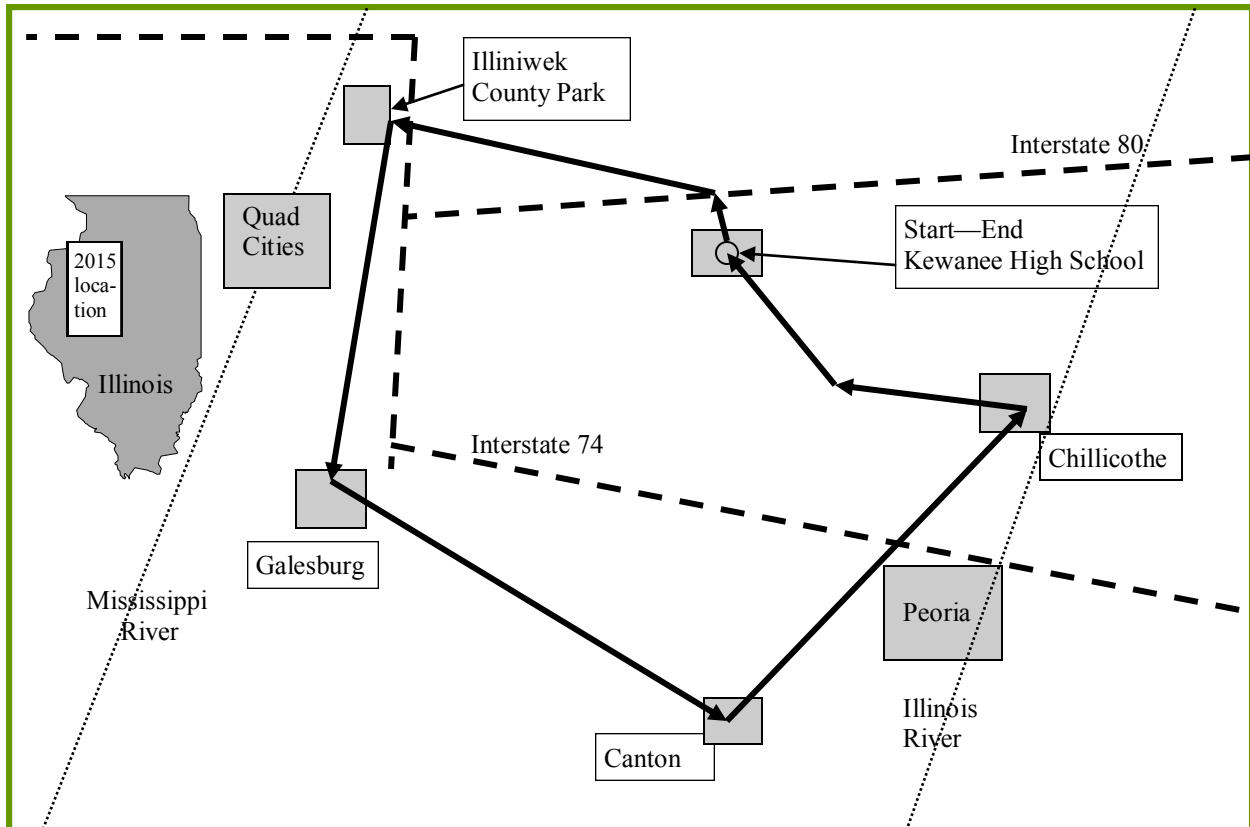 Illiniwek
County Park
Interstate 80
Quad
Cities
Start—End
Kewanee High School
2015
loca-
tion
Illinois
Interstate 74
Chillicothe
Galesburg
Mississippi
River
Peoria
Illinois
River
Canton